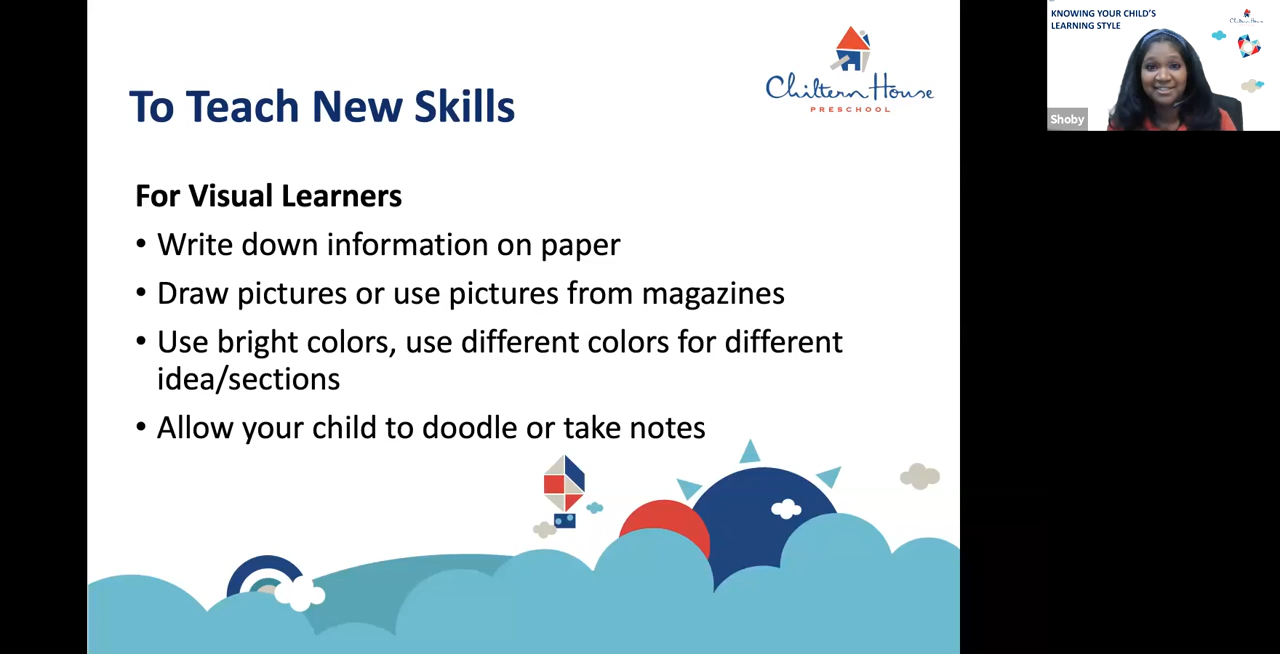 To Teach New Skills
Chiltern House
PRESCHOOL
For Visual Learners
• Write down information on paper
• Draw pictures or use pictures from magazines
• Use bright colors, use different colors for different
idea/sections
• Allow your child to doodle or take notes
KNOWING YOUR CHILD'S
LEARNING STYLE
Chiltern House
Shoby